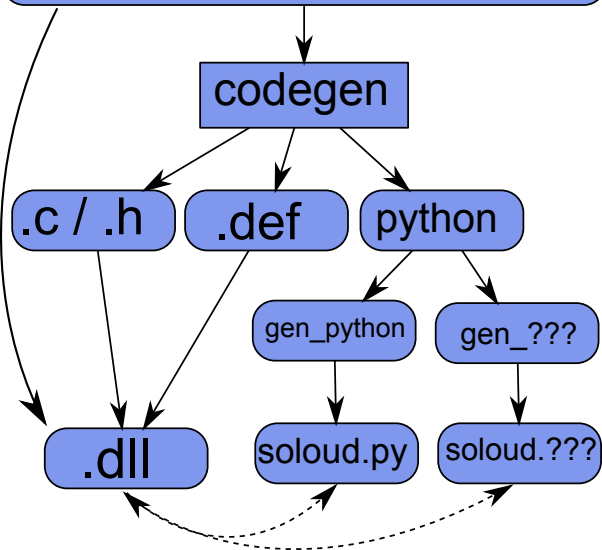 codegen
.c / .h
.def
python
gen_python
gen_???
.dll
soloud.py
soloud.???